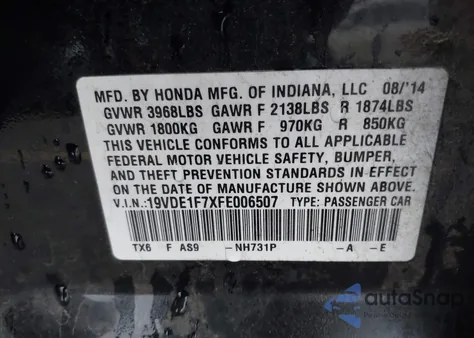 MFD. BY HONDA MFG. OF INDIANA, LLC 08/'14
GVWR 3968LBS GAWR F 2138LBS R 1874LBS
GVWR 1800KG GAWR F 970KG R 850KG
THIS VEHICLE CONFORMS TO ALL APPLICABLE
FEDERAL MOTOR VEHICLE SAFETY, BUMPER,
AND THEFT PREVENTION STANDARDS IN EFFECT
ON THE DATE OF MANUFACTURE SHOWN ABOVE.
V.I.N.:19VDE1F7XFE006507 TYPE: PASSENGER CAR
TX6 F AS9 -NH731P -A -E
autoSnap